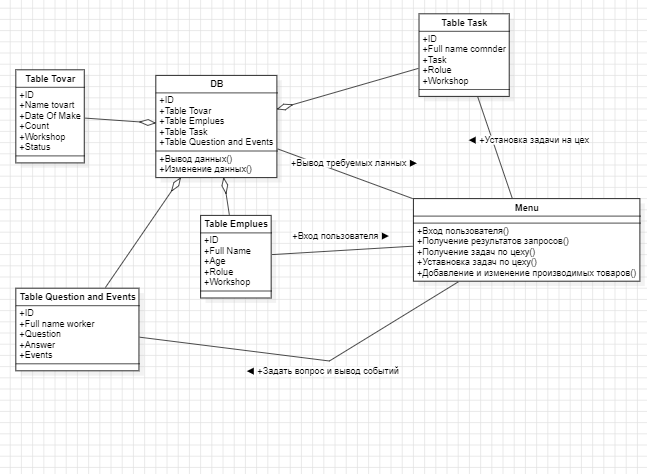 Table Task
+ID
+Full name comnder
+Task
+Rolue
+Workshop
Table Tovar
+ID
+Name tovart
+Date Of Make
+Count
+Workshop
+Status
DB
+ID
+Table Tovar
+Table Emplues
+Table Task
+Table Question and Events
+Вывод данных()
+Изменение данных()
+Установка задачи на цех
+Вывод требуемых ланных
Menu
+Вход пользователя()
+Получение результатов запросов()
+Получение задач по цеху()
+Уставновка задач по цеху()
+Добавление и изменение производимых товаров()
Table Emplues
+ID
+Full Name
+Age
+Rolue
+Workshop
+Вход пользователя
Table Question and Events
+ID
+Full name worker
+Question
+Answer
+Events
+Задать вопрос и вывод событий